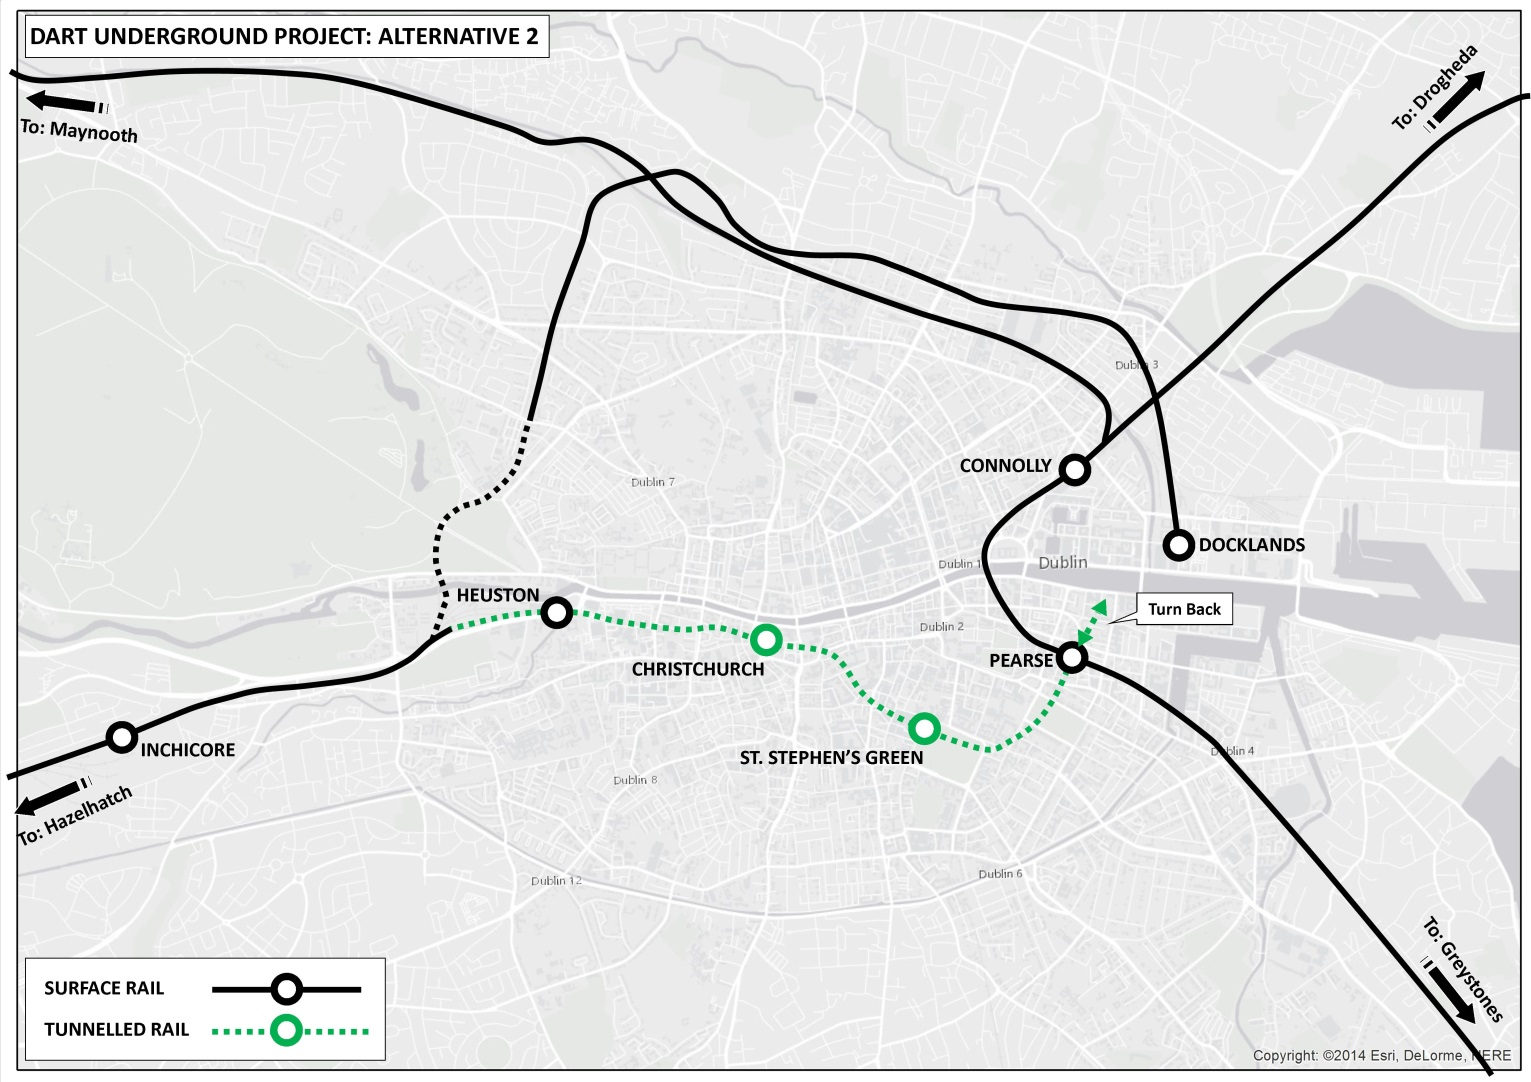 DART UNDERGROUND PROJECT: ALTERNATIVE 2
To: Maynooth
To: Drogheda
Dublin 3
CONNOLLY
Dublin 7
DOCKLANDS
Dublin 1
Dublin
HEUSTON
Turn Back
Dublin 2
CHRISTCHURCH
PEARSE
INCHICORE
ST. STEPHEN'S GREEN
Dublin 4
Dublin 8
To: Hazelhatch
Dublin 6
Dublin 12
To: Greystones
SURFACE RAIL
TUNNELLED RAIL
Copyright: ©2014 Esri, DeLorme, HERE